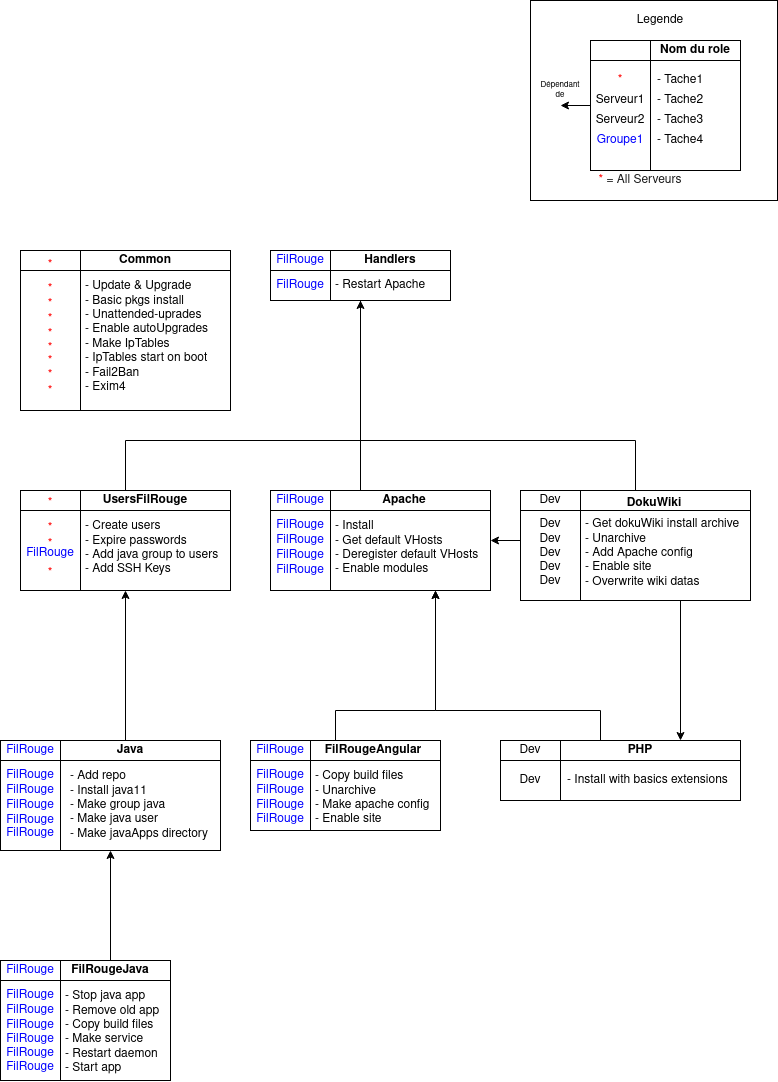 Legende
Nom du role
Dépendant
de
* - Tache1
Serveur1 - Tache2
Serveur2 - Tache3
Groupe1 - Tache4
* = All Serveurs
* Common
* - Update & Upgrade
* - Basic pkgs install
* - Unattended-uprades
* - Enable autoUpgrades
* - Make IpTables
* - IpTables start on boot
* - Fail2Ban
* - Exim4
FilRouge Handlers
FilRouge - Restart Apache
* UsersFilRouge
* - Create users
* - Expire passwords
FilRouge - Add java group to users
* - Add SSH Keys
FilRouge Apache
FilRouge - Install
FilRouge - Get default VHosts
FilRouge - Deregister default VHosts
FilRouge - Enable modules
Dev DokuWiki
Dev - Get dokuWiki install archive
Dev - Unarchive
Dev - Add Apache config
Dev - Enable site
Dev - Overwrite wiki datas
FilRouge Java
FilRouge - Add repo
FilRouge - Install java11
FilRouge - Make group java
FilRouge - Make java user
FilRouge - Make javaApps directory
FilRouge FilRougeAngular
FilRouge - Copy build files
FilRouge - Unarchive
FilRouge - Make apache config
FilRouge - Enable site
Dev PHP
Dev - Install with basics extensions
FilRouge FilRougeJava
FilRouge - Stop java app
FilRouge - Remove old app
FilRouge - Copy build files
FilRouge - Make service
FilRouge - Restart daemon
FilRouge - Start app